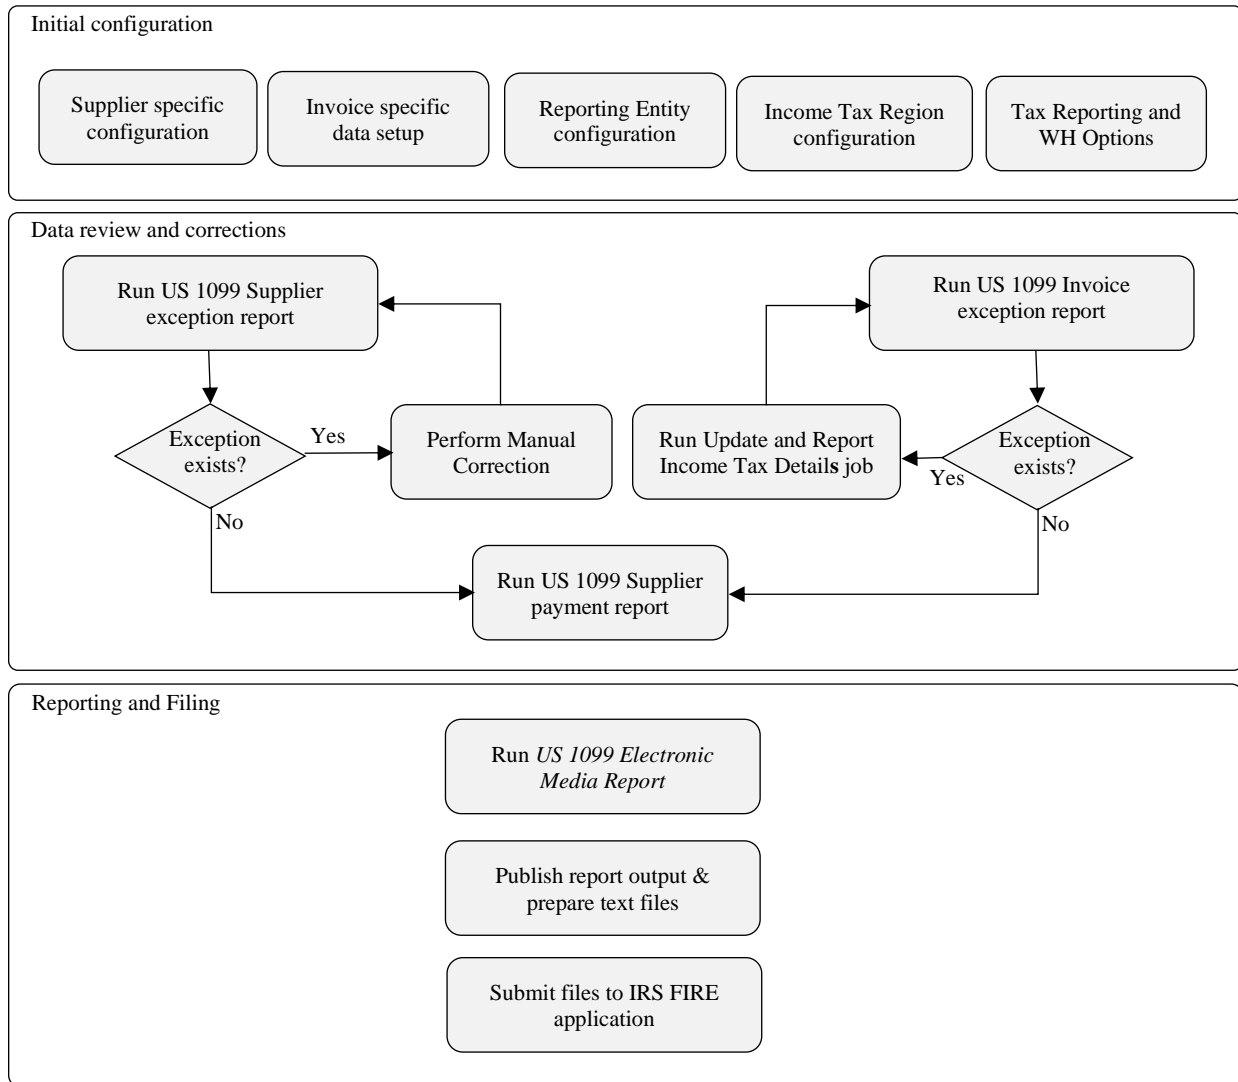 Initial configuration
Supplier specific
configuration
Invoice specific
data setup
Reporting Entity
configuration
Income Tax Region
configuration
Tax Reporting and
WH Options
Data review and corrections
Run US 1099 Supplier
exception report
Run US 1099 Invoice
exception report
Exception
exists?
Yes
Perform Manual
Correction
Run Update and Report
Income Tax Details job
Yes
Exception
exists?
No
No
Run US 1099 Supplier
payment report
Reporting and Filing
Run US 1099 Electronic
Media Report
Publish report output &
prepare text files
Submit files to IRS FIRE
application